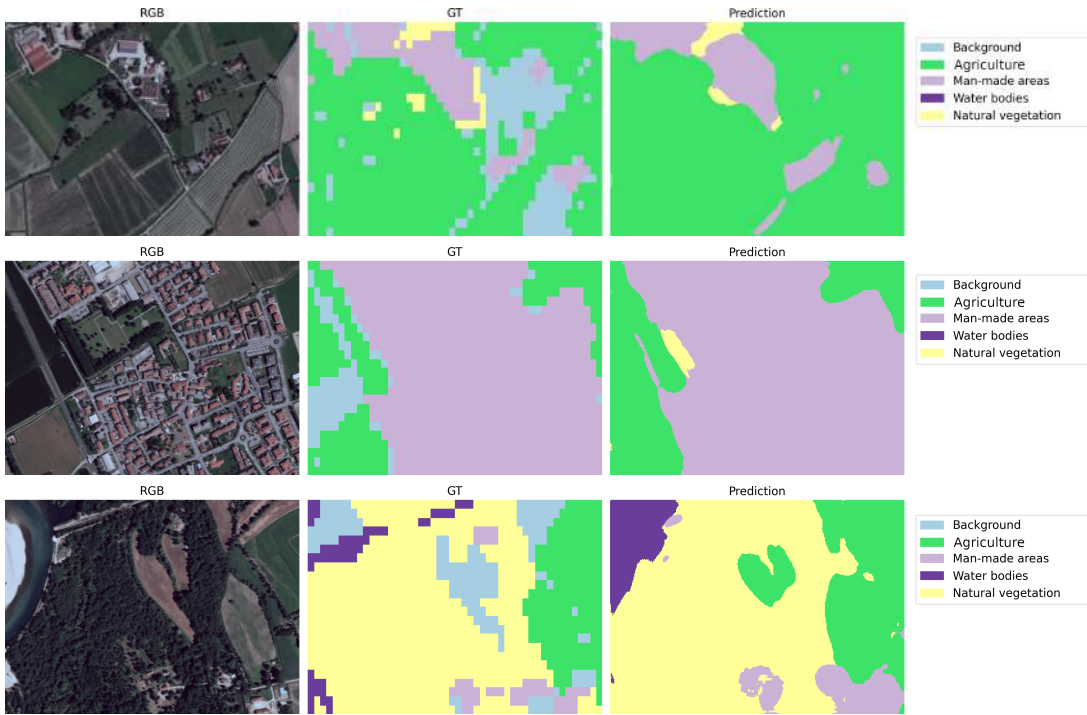 RGB GT Prediction
Background
Agriculture
Man-made areas
Water bodies
Natural vegetation
RGB GT Prediction
Background
Agriculture
Man-made areas
Water bodies
Natural vegetation
RGB GT Prediction
Background
Agriculture
Man-made areas
Water bodies
Natural vegetation